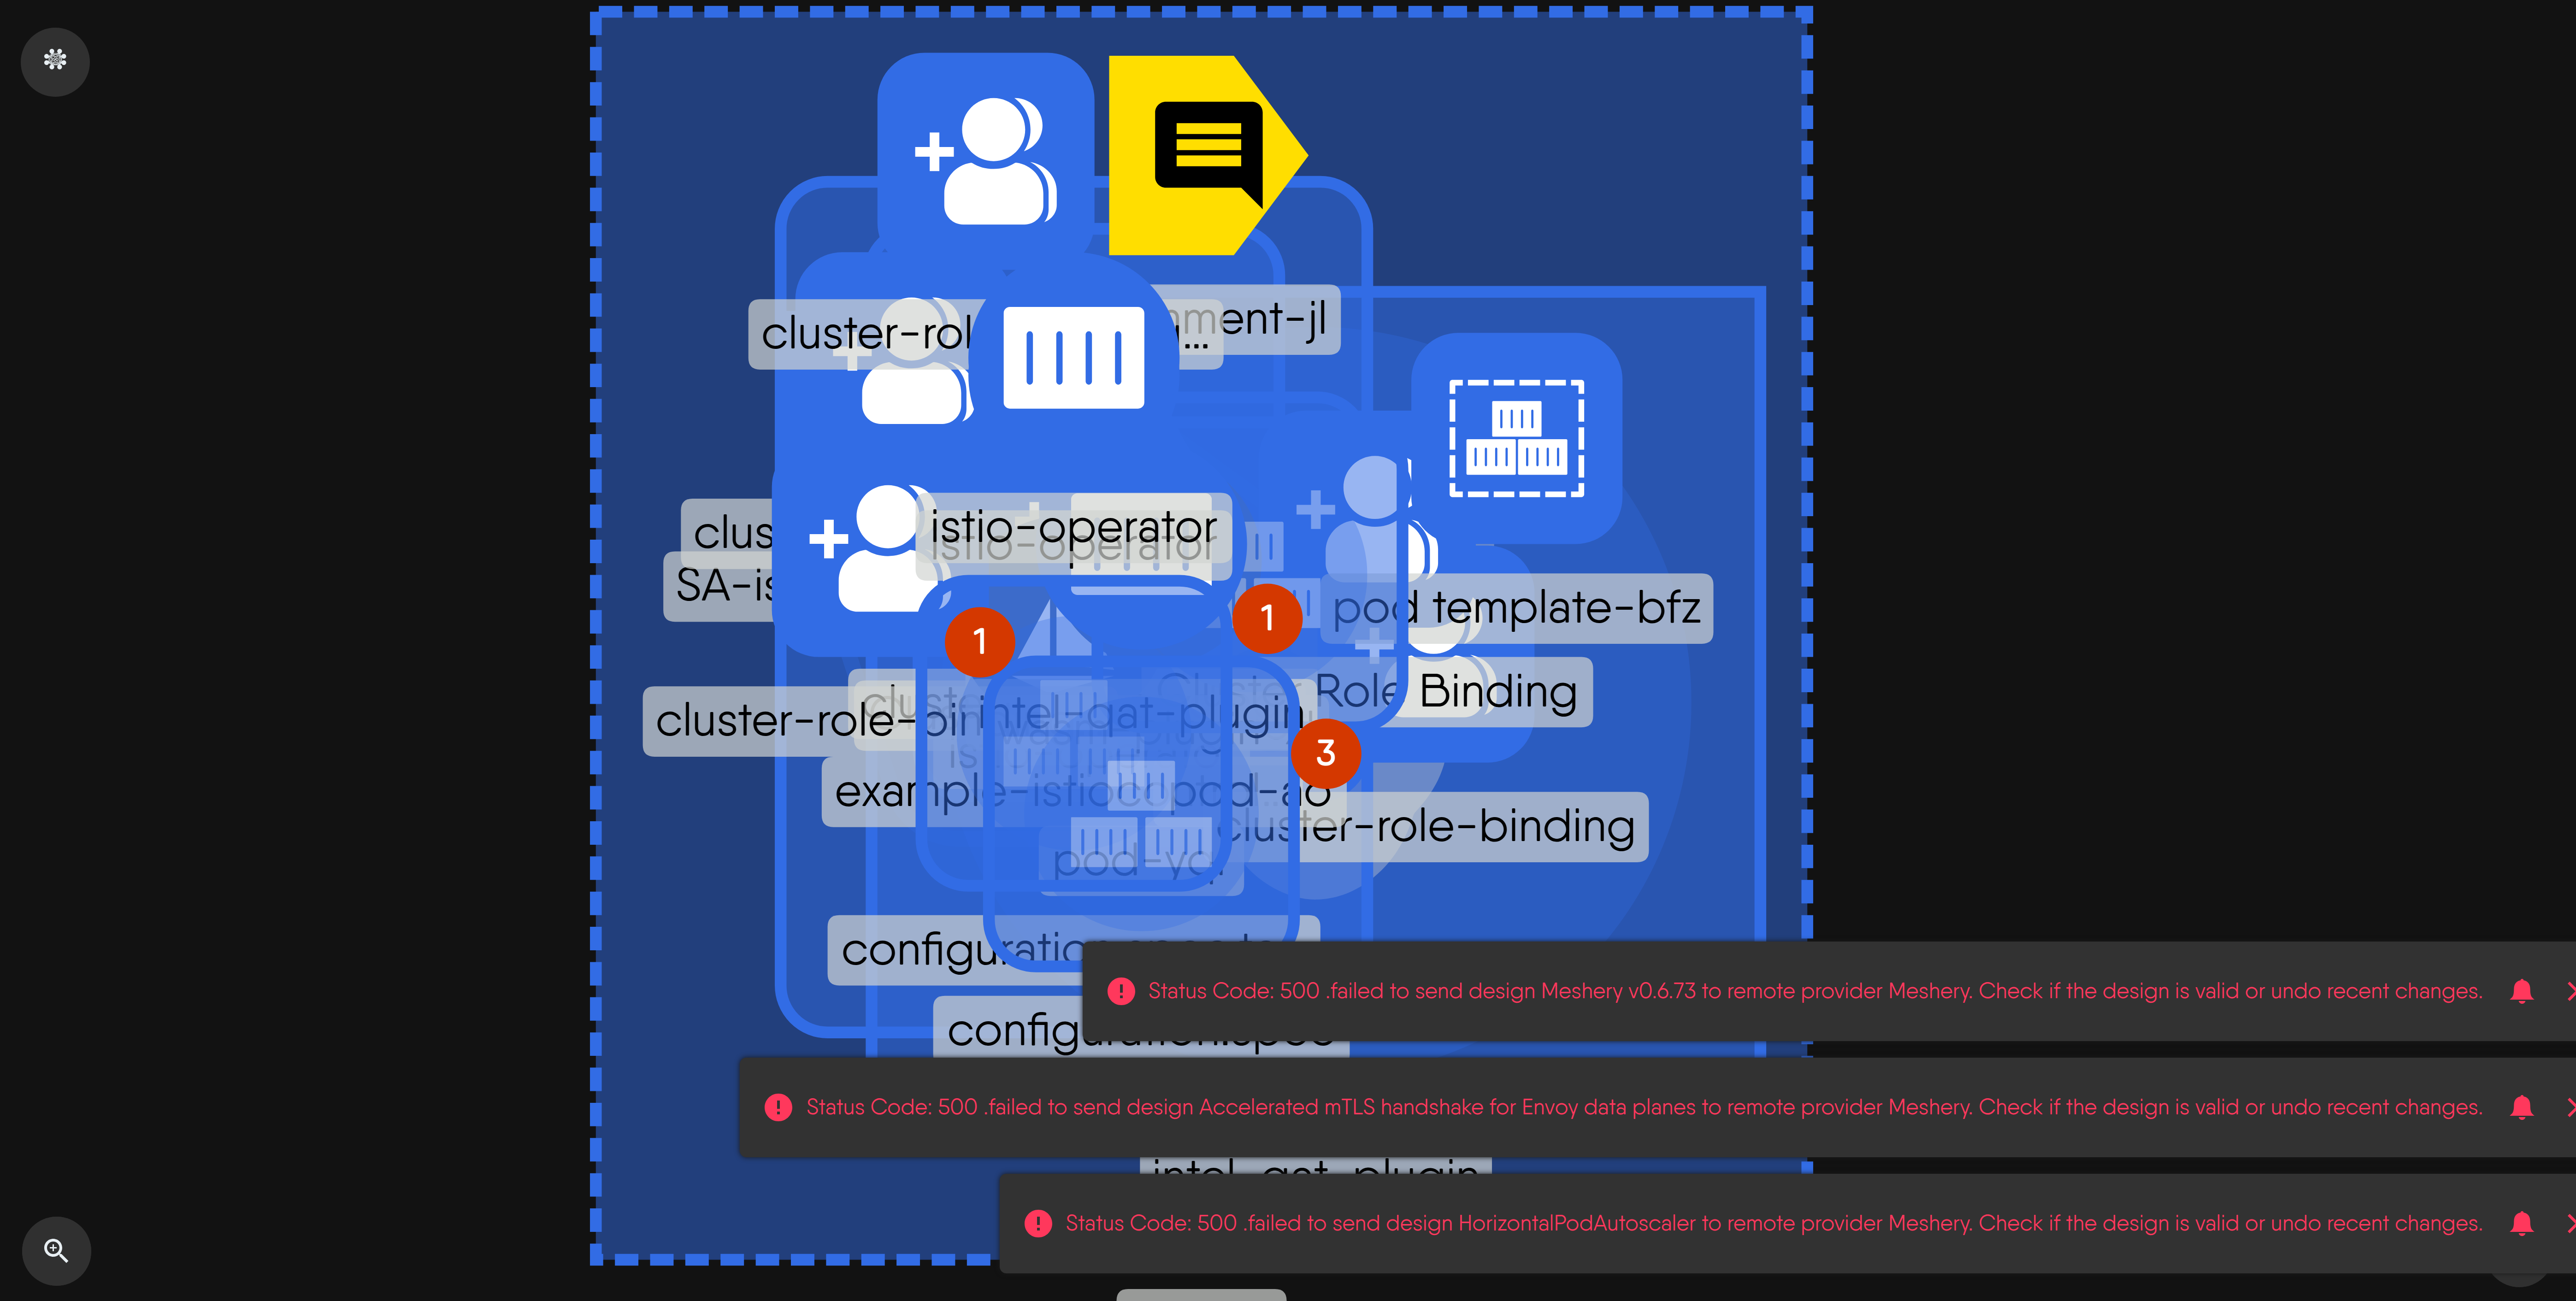 ment-jl
cluster-rol
...
clus
istio-operator
istio-operator
SA-is
pod template-bfz
1
1
Role Binding
intel-qat-plugin
cluster-role-bin
3
example-istiocd
pod-ao
cluster-role-binding
pod-yq
configuration
Status Code: 500 .failed to send design Meshery v0.6.73 to remote provider Meshery. Check if the design is valid or undo recent changes.
Status Code: 500 .failed to send design Accelerated mTLS handshake for Envoy data planes to remote provider Meshery. Check if the design is valid or undo recent changes.
intel-qat-plugin
Status Code: 500 .failed to send design HorizontalPodAutoscaler to remote provider Meshery. Check if the design is valid or undo recent changes.